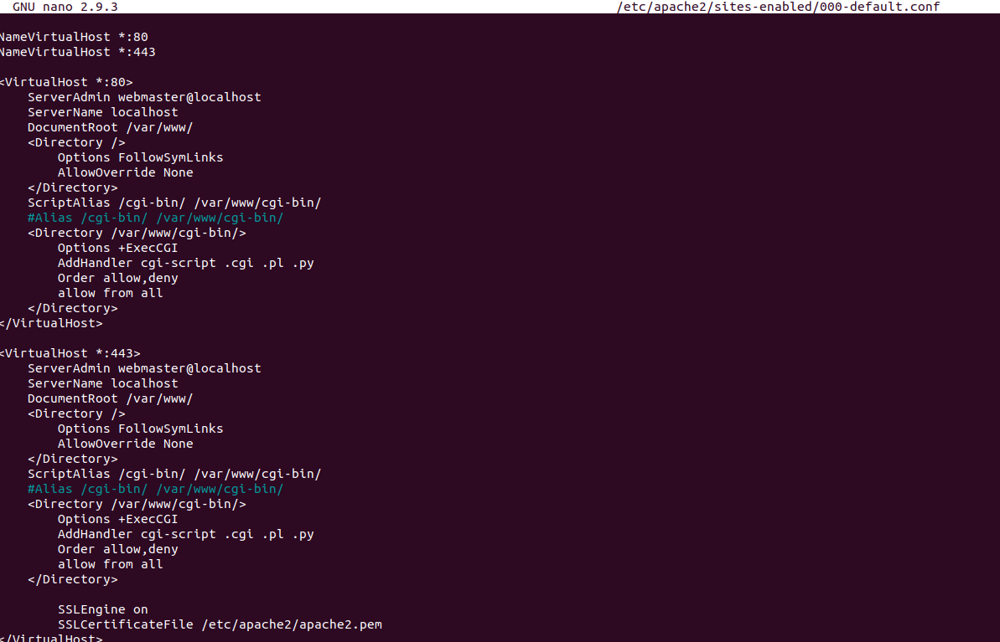 GNU nano 2.9.3 /etc/apache2/sites-enabled/000-default.conf
NameVirtualHost *:80
NameVirtualHost *:443
<VirtualHost *:80>
ServerAdmin webmaster@localhost
ServerName localhost
DocumentRoot /var/www/
<Directory />
Options FollowSymLinks
AllowOverride None
</Directory>
ScriptAlias /cgi-bin/ /var/www/cgi-bin/
#Alias /cgi-bin/ /var/www/cgi-bin/
<Directory /var/www/cgi-bin/>
Options +ExecCGI
AddHandler cgi-script .cgi .pl .py
Order allow,deny
allow from all
</Directory>
</VirtualHost>
<VirtualHost *:443>
ServerAdmin webmaster@localhost
ServerName localhost
DocumentRoot /var/www/
<Directory />
Options FollowSymLinks
AllowOverride None
</Directory>
ScriptAlias /cgi-bin/ /var/www/cgi-bin/
#Alias /cgi-bin/ /var/www/cgi-bin/
<Directory /var/www/cgi-bin/>
Options +ExecCGI
AddHandler cgi-script .cgi .pl .py
Order allow,deny
allow from all
</Directory>
SSLEngine on
SSLCertificateFile /etc/apache2/apache2.pem
</VirtualHost>